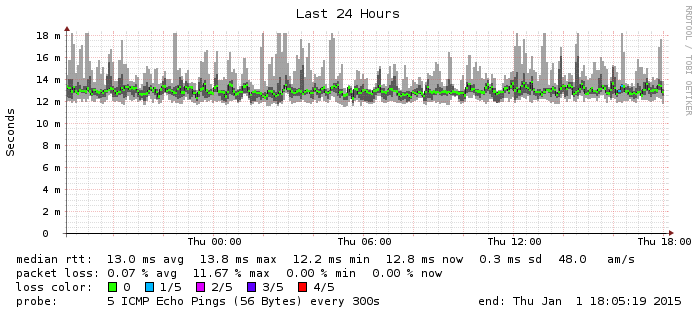 Last 24 Hours
RRDTOOL / TOBI OETIKER
Seconds
18 m
16 m
14 m
12 m
10 m
8 m
6 m
4 m
2 m
0
Thu 00:00 Thu 06:00 Thu 12:00 Thu 18:00
median rtt: 13.0 ms avg 13.8 ms max 12.2 ms min 12.8 ms now 0.3 ms sd 48.0 am/s
packet loss: 0.07 % avg 11.67 % max 0.00 % min 0.00 % now
loss color: 0 1/5 2/5 3/5 4/5
probe: 5 ICMP Echo Pings (56 Bytes) every 300s end: Thu Jan 1 18:05:19 2015